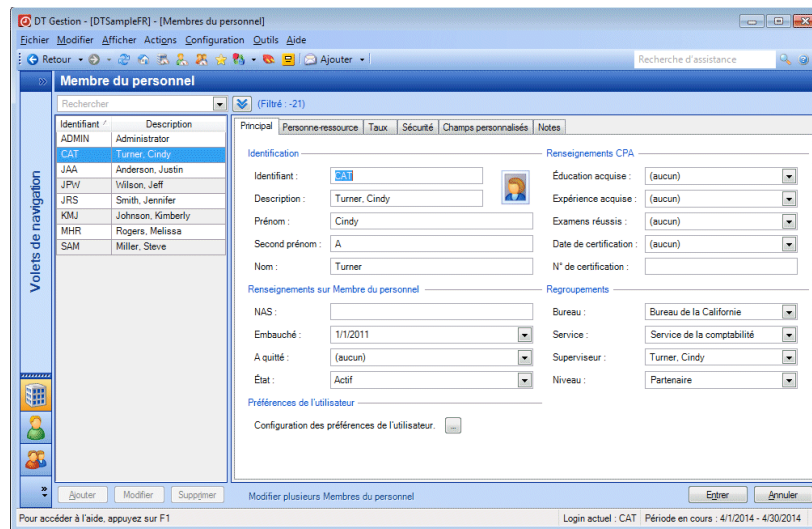 DT Gestion - [DTSampleFR] - [Membres du personnel]
Fichier Modifier Afficher Actions Configuration Outils Aide
Retour Ajouter Recherche d'assistance
Membre du personnel
Rechercher (Filtré : -21)
Volets de navigation
Identifiant / Description
ADMIN Administrator
CAT Turner, Cindy
JAA Anderson, Justin
JPW Wilson, Jeff
JRS Smith, Jennifer
KMJ Johnson, Kimberly
MHR Rogers, Melissa
SAM Miller, Steve
Principal Personne-ressource Taux Sécurité Champs personnalisés Notes
Identification
Identifiant : CAT
Description : Turner, Cindy
Prénom : Cindy
Second prénom : A
Nom : Turner
Renseignements CPA
Éducation acquise : (aucun)
Expérience acquise : (aucun)
Examens réussis : (aucun)
Date de certification : (aucun)
N° de certification :
Renseignements sur Membre du personnel
NAS :
Embauché : 1/1/2011
A quitté : (aucun)
État : Actif
Regroupements
Bureau : Bureau de la Californie
Service : Service de la comptabilité
Superviseur : Turner, Cindy
Niveau : Partenaire
Préférences de l'utilisateur
Configuration des préférences de l'utilisateur. ...
Ajouter Modifier Supprimer Modifier plusieurs Membres du personnel Entrer Annuler
Pour accéder à l'aide, appuyez sur F1 Login actuel : CAT Période en cours : 4/1/2014 - 4/30/2014